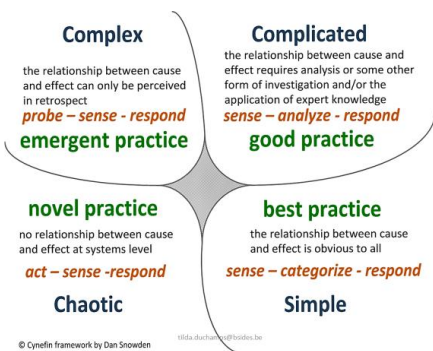 Complex
the relationship between cause
and effect can only be perceived
in retrospect
probe – sense - respond
emergent practice
Complicated
the relationship between cause and
effect requires analysis or some other
form of investigation and/or the
application of expert knowledge
sense – analyze - respond
good practice
novel practice
no relationship between cause
and effect at systems level
act – sense -respond
Chaotic
best practice
the relationship between cause
and effect is obvious to all
sense – categorize - respond
Simple
© Cynefin framework by Dan Snowden